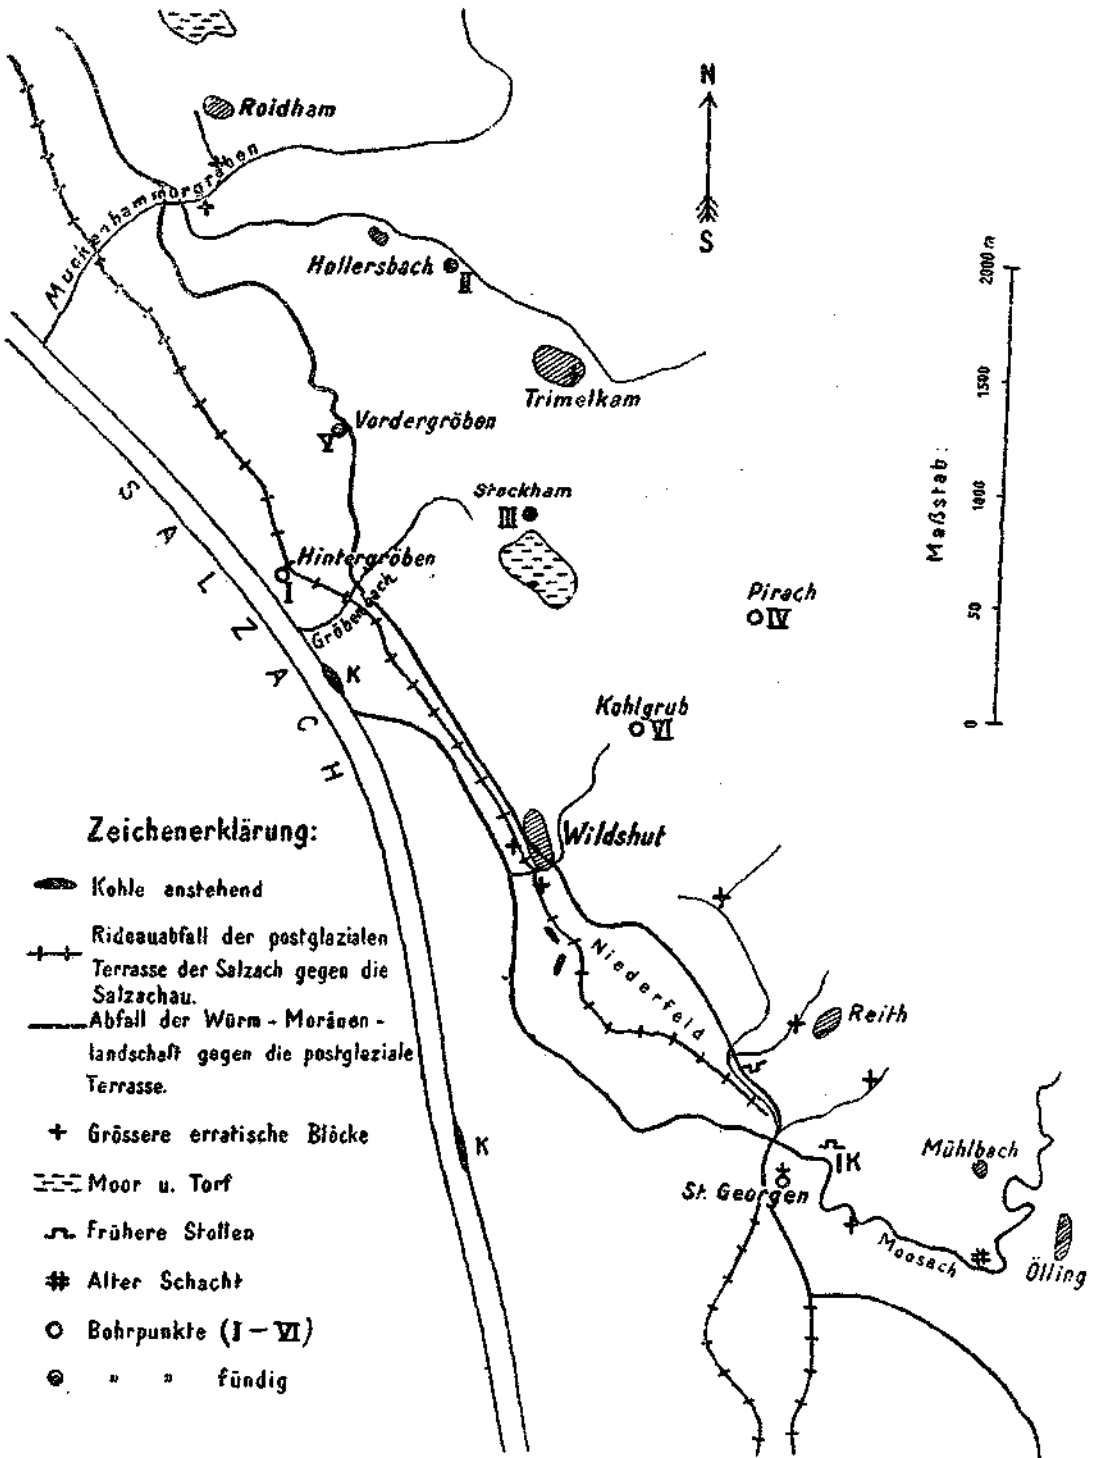 Roidham
N
S
Muckenhammergraben
Hollersbach
II
2000 m
1500
1000
50
0
Maßstab:
Trimelkam
Vordergröben
V
Stockham
III
SALZACH
Hintergröben
I
Gröbenbach
Pirach
IV
K
Kohlgrub
VI
Wildshut
Niederfeld
Reith
K
IK
St. Georgen
Mühlbach
Moosach
Ölling
Zeichenerklärung:
Kohle anstehend
Rideauabfall der postglazialen
Terrasse der Salzach gegen die
Salzachau.
Abfall der Würm-Moränen-
landschaft gegen die postglaziale
Terrasse.
Grössere erratische Blöcke
Moor u. Torf
Frühere Stollen
Alter Schacht
Bohrpunkte (I-VI)
" " fündig